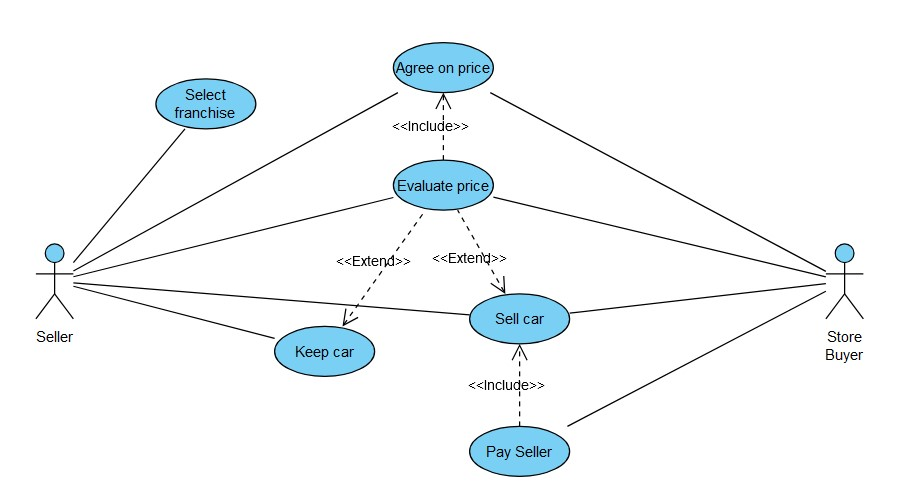 Agree on price
Select
franchise
<<Include>>
Evaluate price
<<Extend>>
<<Extend>>
Sell car
Seller
Store
Buyer
Keep car
<<Include>>
Pay Seller